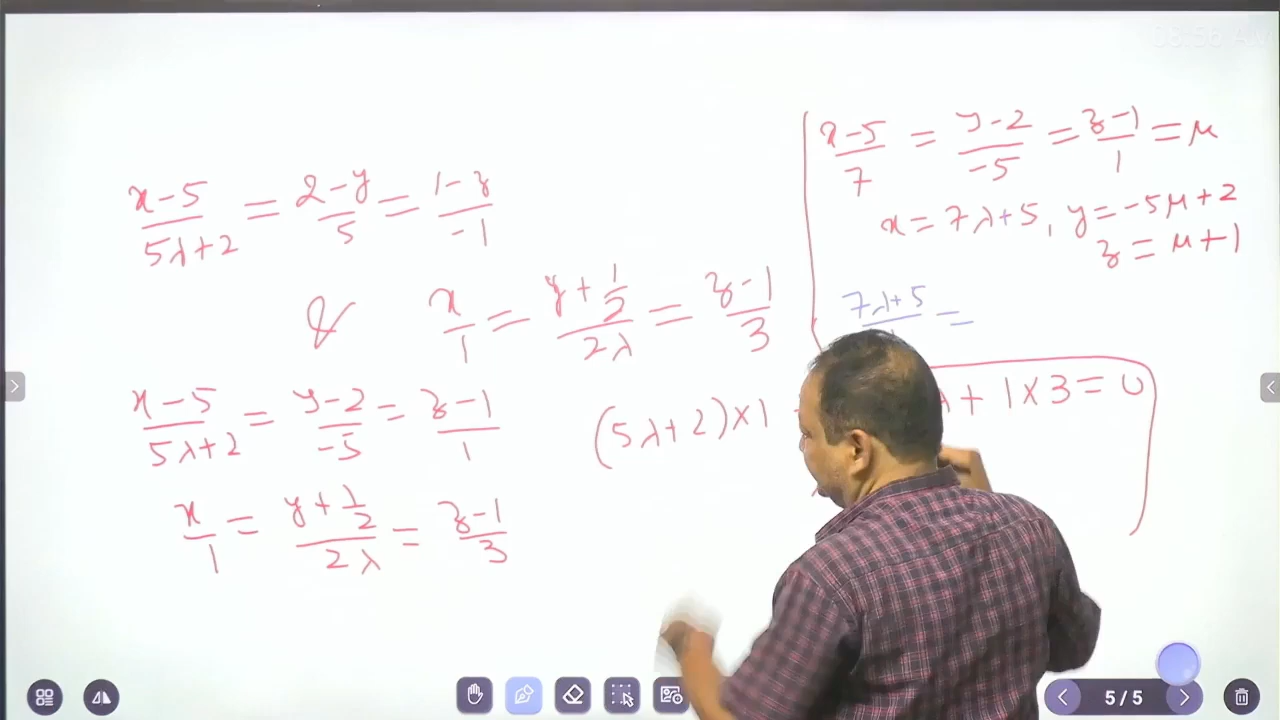 (x-5)/(5λ+2) = (2-y)/5 = (1-z)/-1
& x/1 = (y+1/2)/(2λ) = (z-1)/3
(x-5)/(5λ+2) = (y-2)/-5 = (z-1)/1
x/1 = (y+1/2)/(2λ) = (z-1)/3
(x-5)/7 = (y-2)/-5 = (z-1)/1 = μ
x = 7λ+5, y = -5μ+2
z = μ+1
7λ+5 =
(5λ+2)×1
+ 1×3 = 0
5/5